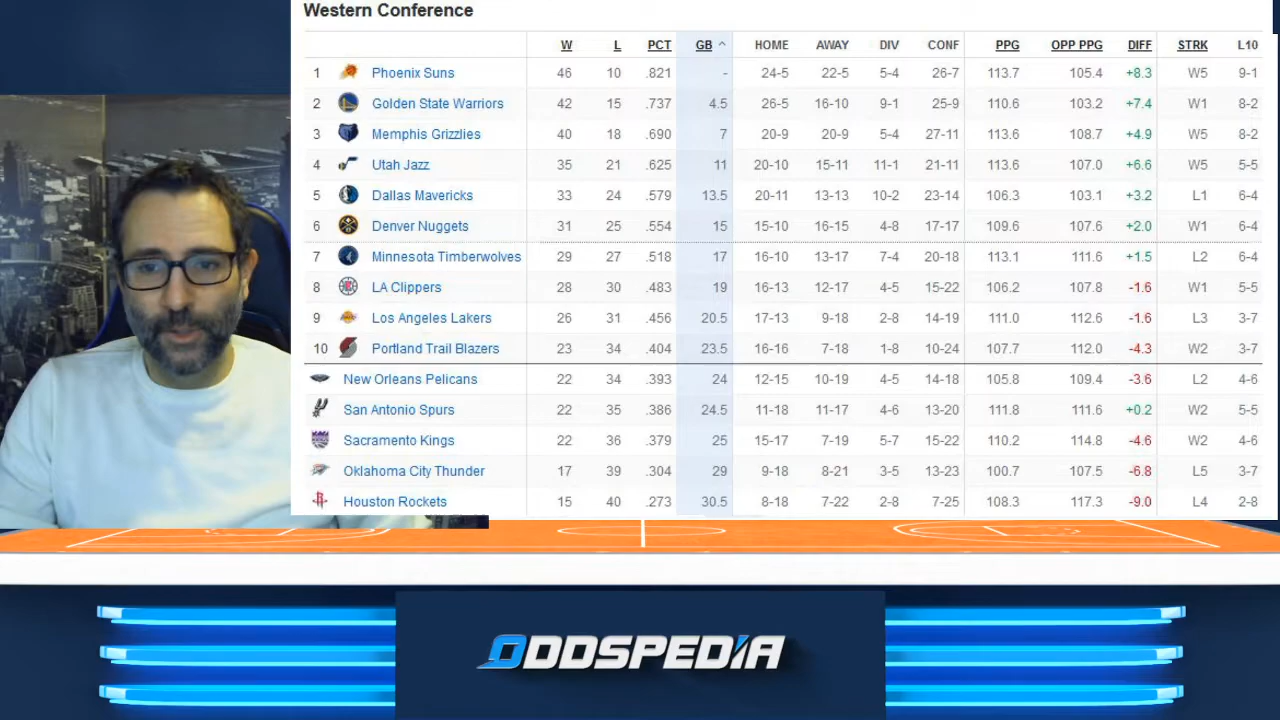 Western Conference
W L PCT GB ^ HOME AWAY DIV CONF PPG OPP PPG DIFF STRK L10
1 Phoenix Suns 46 10 .821 - 24-5 22-5 5-4 26-7 113.7 105.4 +8.3 W5 9-1
2 Golden State Warriors 42 15 .737 4.5 26-5 16-10 9-1 25-9 110.6 103.2 +7.4 W1 8-2
3 Memphis Grizzlies 40 18 .690 7 20-9 20-9 5-4 27-11 113.6 108.7 +4.9 W5 8-2
4 Utah Jazz 35 21 .625 11 20-10 15-11 11-1 21-11 113.6 107.0 +6.6 W5 5-5
5 Dallas Mavericks 33 24 .579 13.5 20-11 13-13 10-2 23-14 106.3 103.1 +3.2 L1 6-4
6 Denver Nuggets 31 25 .554 15 15-10 16-15 4-8 17-17 109.6 107.6 +2.0 W1 6-4
7 Minnesota Timberwolves 29 27 .518 17 16-10 13-17 7-4 20-18 113.1 111.6 +1.5 L2 6-4
8 LA Clippers 28 30 .483 19 16-13 12-17 4-5 15-22 106.2 107.8 -1.6 W1 5-5
9 Los Angeles Lakers 26 31 .456 20.5 17-13 9-18 2-8 14-19 111.0 112.6 -1.6 L3 3-7
10 Portland Trail Blazers 23 34 .404 23.5 16-16 7-18 1-8 10-24 107.7 112.0 -4.3 W2 3-7
New Orleans Pelicans 22 34 .393 24 12-15 10-19 4-5 14-18 105.8 109.4 -3.6 L2 4-6
San Antonio Spurs 22 35 .386 24.5 11-18 11-17 4-6 13-20 111.8 111.6 +0.2 W2 5-5
Sacramento Kings 22 36 .379 25 15-17 7-19 5-7 15-22 110.2 114.8 -4.6 W2 4-6
Oklahoma City Thunder 17 39 .304 29 9-18 8-21 3-5 13-23 100.7 107.5 -6.8 L5 3-7
Houston Rockets 15 40 .273 30.5 8-18 7-22 2-8 7-25 108.3 117.3 -9.0 L4 2-8
ODDSPEDIA